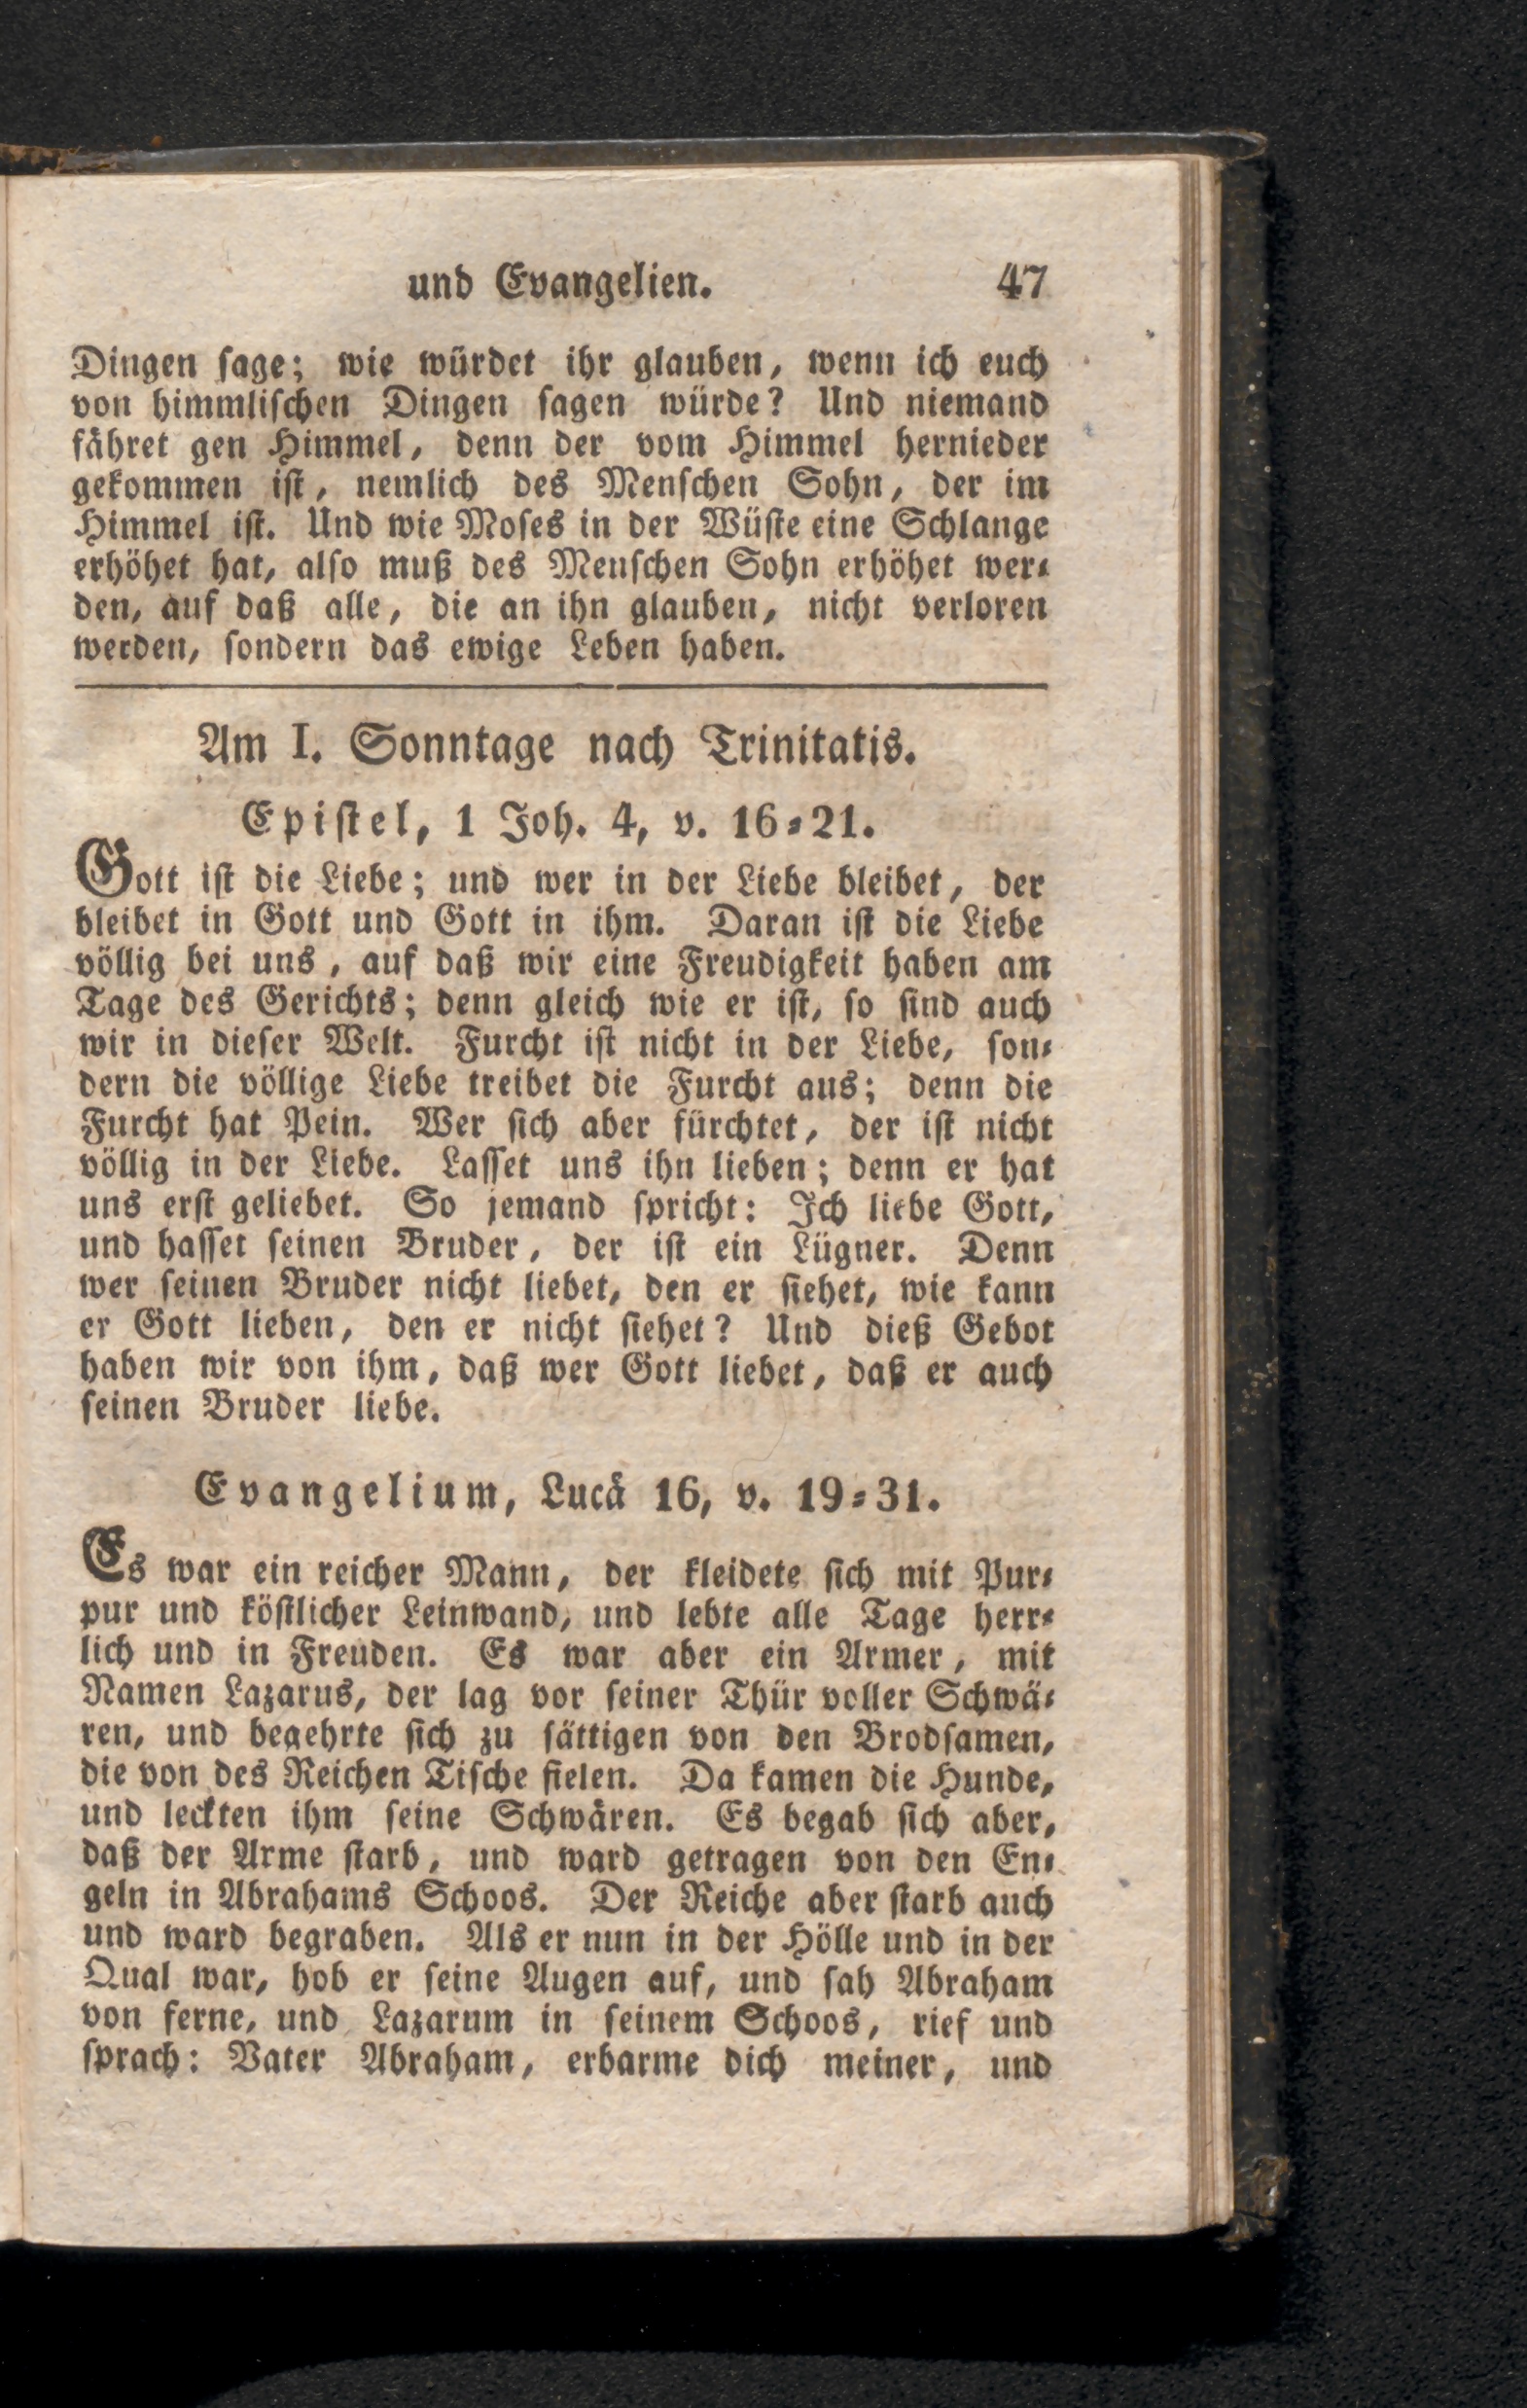 und Evangelien. 47
Dingen ſage; wie würdet ihr glauben, wenn ich euch
von himmliſchen Dingen ſagen würde? Und niemand
fähret gen Himmel, denn der vom Himmel hernieder
gekommen iſt, nemlich des Menſchen Sohn, der im
Himmel iſt. Und wie Moſes in der Wüſte eine Schlange
erhöhet hat, alſo muß des Menſchen Sohn erhöhet wer⸗
den, auf daß alle, die an ihn glauben, nicht verloren
werden, ſondern das ewige Leben haben.
Am I. Sonntage nach Trinitatis.
Epiſtel, 1 Joh. 4, v. 16⸗21.
Gott iſt die Liebe; und wer in der Liebe bleibet, der
bleibet in Gott und Gott in ihm. Daran iſt die Liebe
völlig bei uns, auf daß wir eine Freudigkeit haben am
Tage des Gerichts; denn gleich wie er iſt, ſo ſind auch
wir in dieſer Welt. Furcht iſt nicht in der Liebe, ſon⸗
dern die völlige Liebe treibet die Furcht aus; denn die
Furcht hat Pein. Wer ſich aber fürchtet, der iſt nicht
völlig in der Liebe. Laſſet uns ihn lieben; denn er hat
uns erſt geliebet. So jemand ſpricht: Ich liebe Gott,
und haſſet ſeinen Bruder, der iſt ein Lügner. Denn
wer ſeinen Bruder nicht liebet, den er ſiehet, wie kann
er Gott lieben, den er nicht ſiehet? Und dieß Gebot
haben wir von ihm, daß wer Gott liebet, daß er auch
ſeinen Bruder liebe.
Evangelium, Lucä 16, v. 19⸗31.
Es war ein reicher Mann, der kleidete ſich mit Pur⸗
pur und köſtlicher Leinwand, und lebte alle Tage herr⸗
lich und in Freuden. Es war aber ein Armer, mit
Namen Lazarus, der lag vor ſeiner Thür voller Schwä⸗
ren, und begehrte ſich zu ſättigen von den Brodſamen,
die von des Reichen Tiſche fielen. Da kamen die Hunde,
und leckten ihm ſeine Schwären. Es begab ſich aber,
daß der Arme ſtarb, und ward getragen von den En⸗
geln in Abrahams Schoos. Der Reiche aber ſtarb auch
und ward begraben. Als er nun in der Hölle und in der
Qual war, hob er ſeine Augen auf, und ſah Abraham
von ferne, und Lazarum in ſeinem Schoos, rief und
ſprach: Vater Abraham, erbarme dich meiner, und